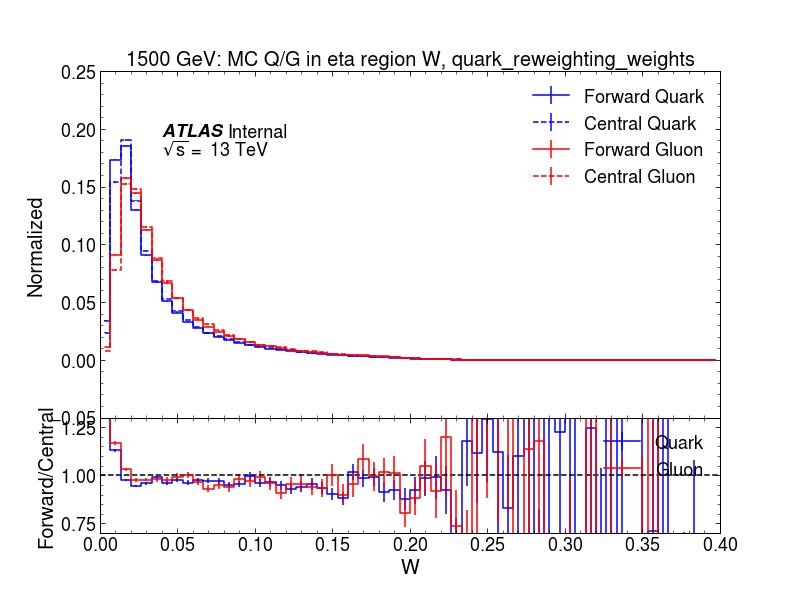 1500 GeV: MC Q/G in eta region W, quark_reweighting_weights
0.25
0.20
0.15
0.10
0.05
0.00
Normalized
ATLAS Internal
√s = 13 TeV
Forward Quark
Central Quark
Forward Gluon
Central Gluon
0.05
1.25
1.00
0.75
Forward/Central
Quark
Gluon
0.00 0.05 0.10 0.15 0.20 0.25 0.30 0.35 0.40
W